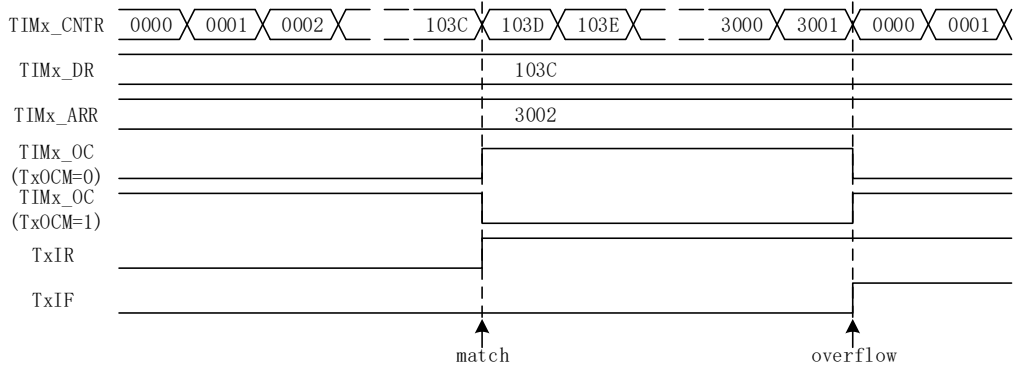 TIMx_CNTR 0000 0001 0002 103C 103D 103E 3000 3001 0000 0001
TIMx_DR 103C
TIMx_ARR 3002
TIMx_OC
(TxOCM=0)
TIMx_OC
(TxOCM=1)
TxIR
TxIF
match overflow